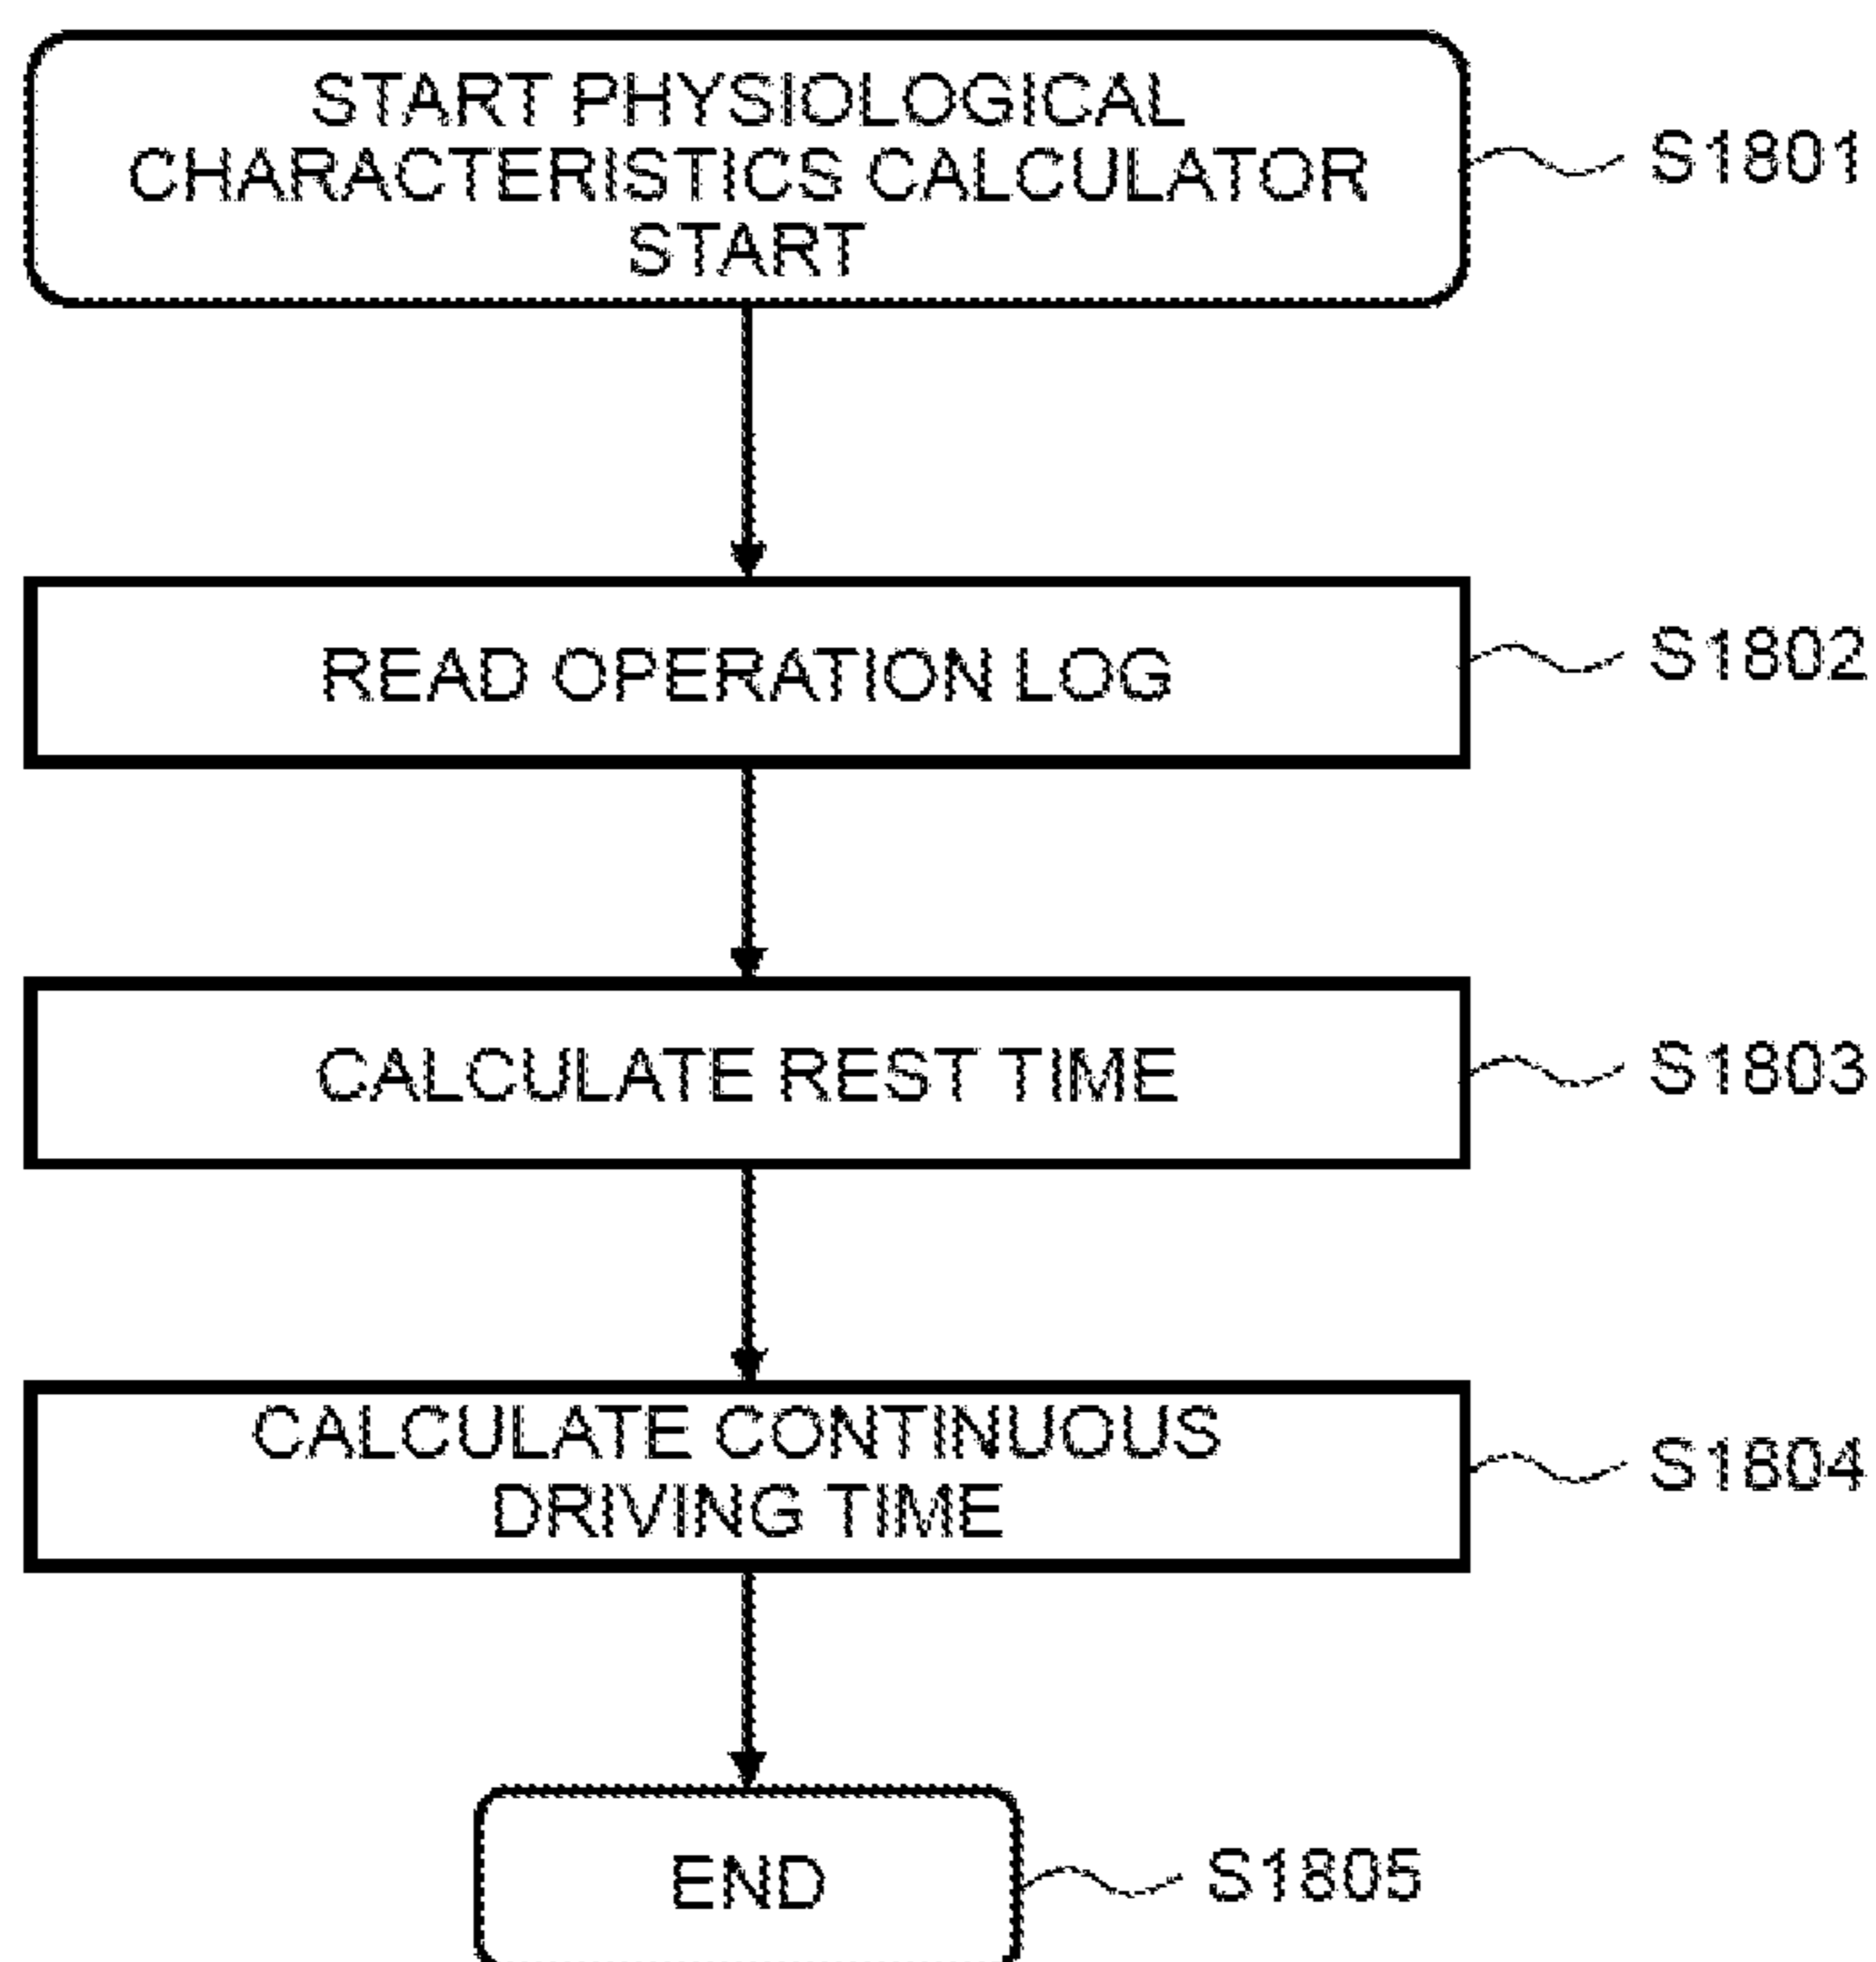 START PHYSIOLOGICAL
CHARACTERISTICS CALCULATOR
START
S1801
READ OPERATION LOG
S1802
CALCULATE REST TIME
S1803
CALCULATE CONTINUOUS
DRIVING TIME
S1804
END
S1805